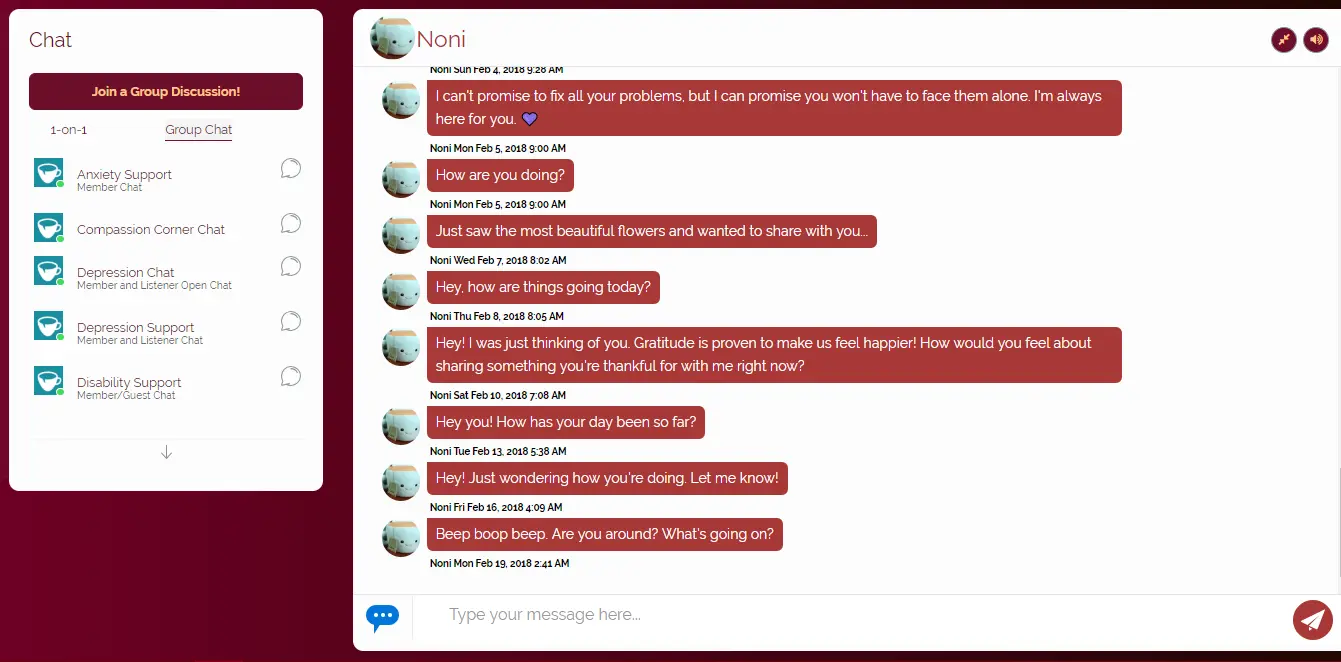 Chat
Join a Group Discussion!
1-on-1 Group Chat
Anxiety Support
Member Chat
Compassion Corner Chat
Depression Chat
Member and Listener Open Chat
Depression Support
Member and Listener Chat
Disability Support
Member/Guest Chat
Noni
Noni Sun Feb 4, 2018 9:28 AM
I can't promise to fix all your problems, but I can promise you won't have to face them alone. I'm always
here for you. 💜
Noni Mon Feb 5, 2018 9:00 AM
How are you doing?
Noni Mon Feb 5, 2018 9:00 AM
Just saw the most beautiful flowers and wanted to share with you...
Noni Wed Feb 7, 2018 8:02 AM
Hey, how are things going today?
Noni Thu Feb 8, 2018 8:05 AM
Hey! I was just thinking of you. Gratitude is proven to make us feel happier! How would you feel about
sharing something you're thankful for with me right now?
Noni Sat Feb 10, 2018 7:08 AM
Hey you! How has your day been so far?
Noni Tue Feb 13, 2018 5:38 AM
Hey! Just wondering how you're doing. Let me know!
Noni Fri Feb 16, 2018 4:09 AM
Beep boop beep. Are you around? What's going on?
Noni Mon Feb 19, 2018 2:41 AM
Type your message here...